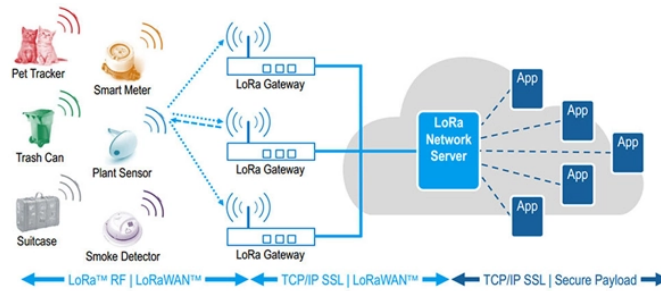 Pet Tracker
Smart Meter
Trash Can
Plant Sensor
Suitcase
Smoke Detector
LoRa Gateway
LoRa Gateway
LoRa Gateway
LoRa
Network
Server
App
App
App
App
App
LoRa™ RF | LoRaWAN™
TCP/IP SSL | LoRaWAN™
TCP/IP SSL | Secure Payload